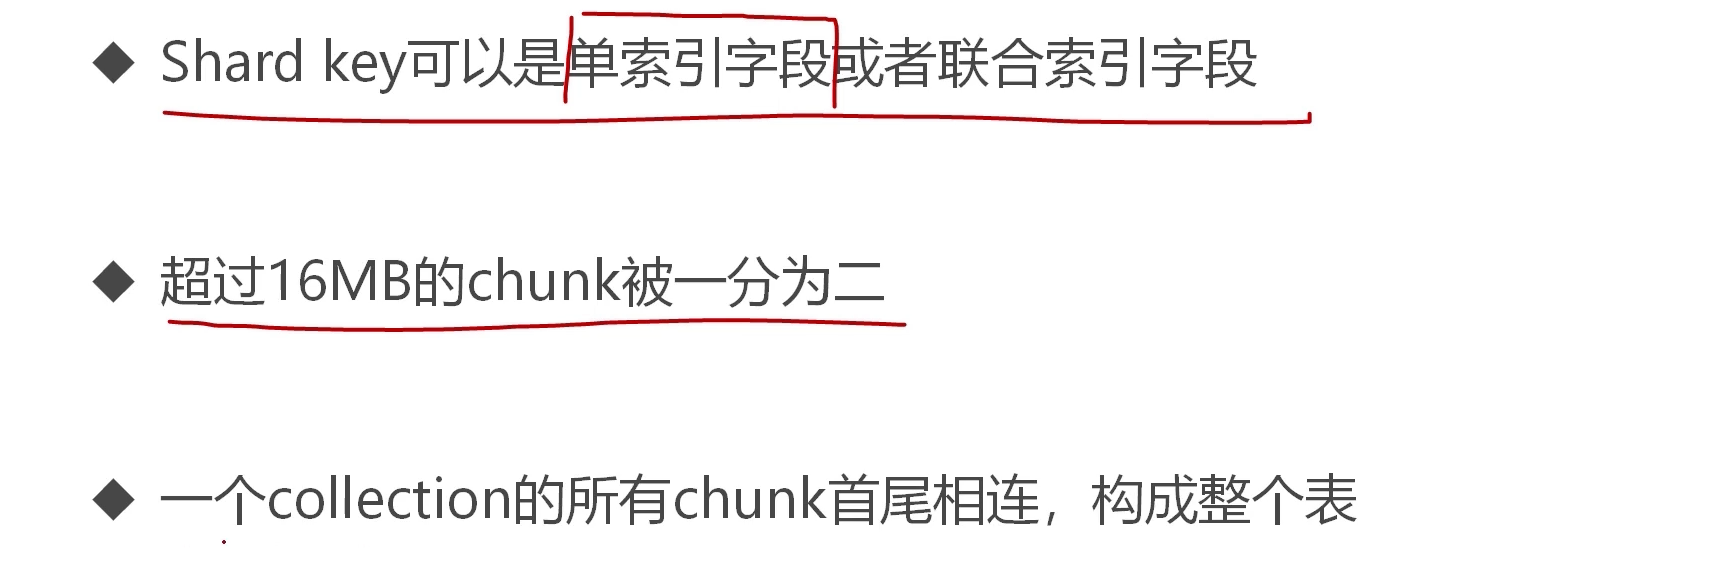 Shard key可以是单索引字段或者联合索引字段
超过16MB的chunk被一分为二
一个collection的所有chunk首尾相连，构成整个表